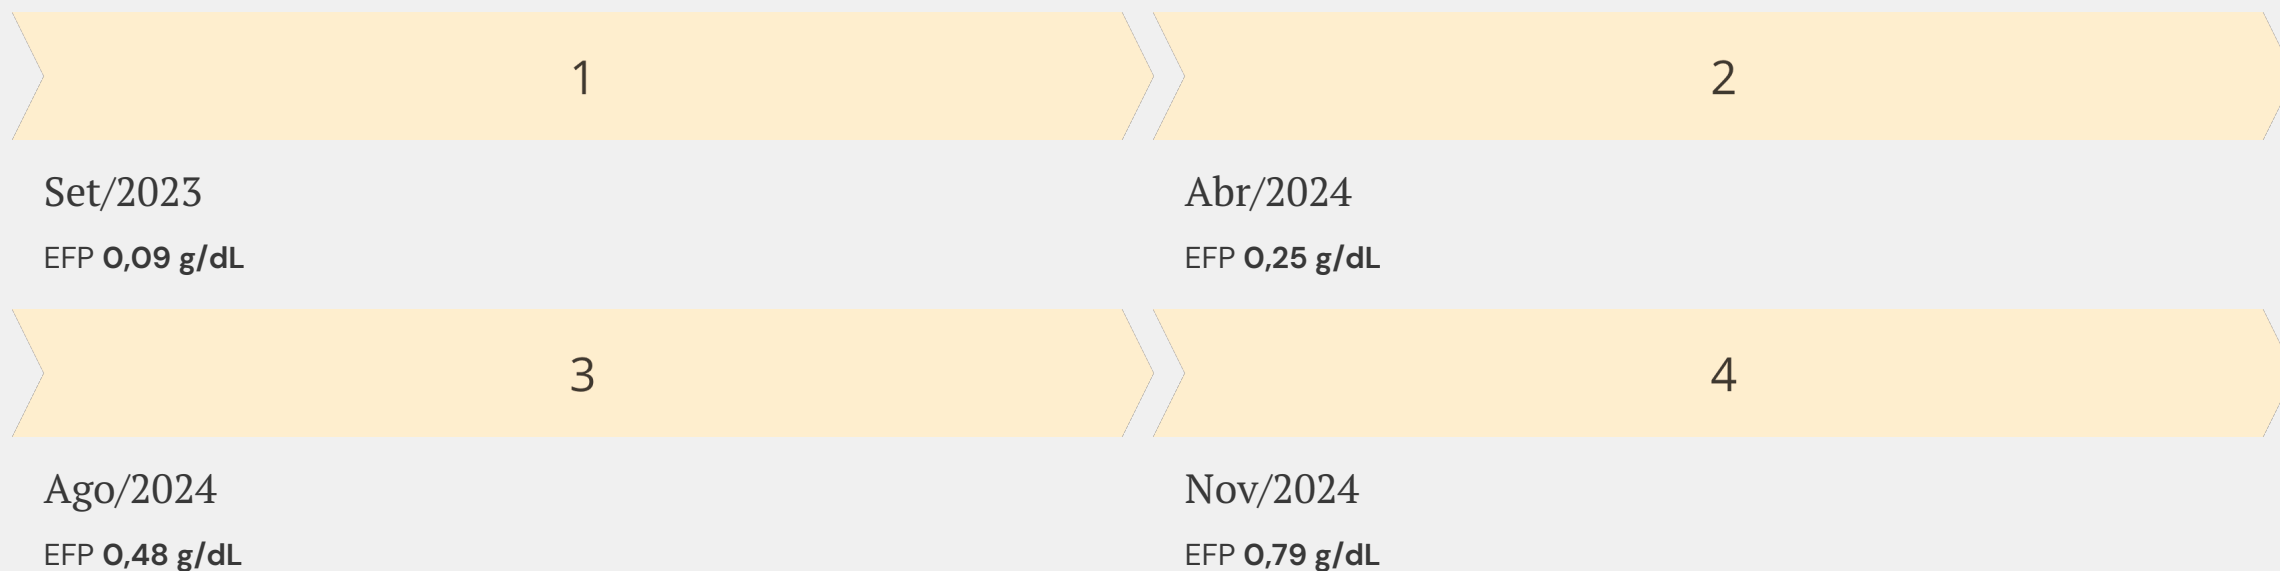 1
2
Set/2023
EFP 0,09 g/dL
Abr/2024
EFP 0,25 g/dL
3
4
Ago/2024
EFP 0,48 g/dL
Nov/2024
EFP 0,79 g/dL